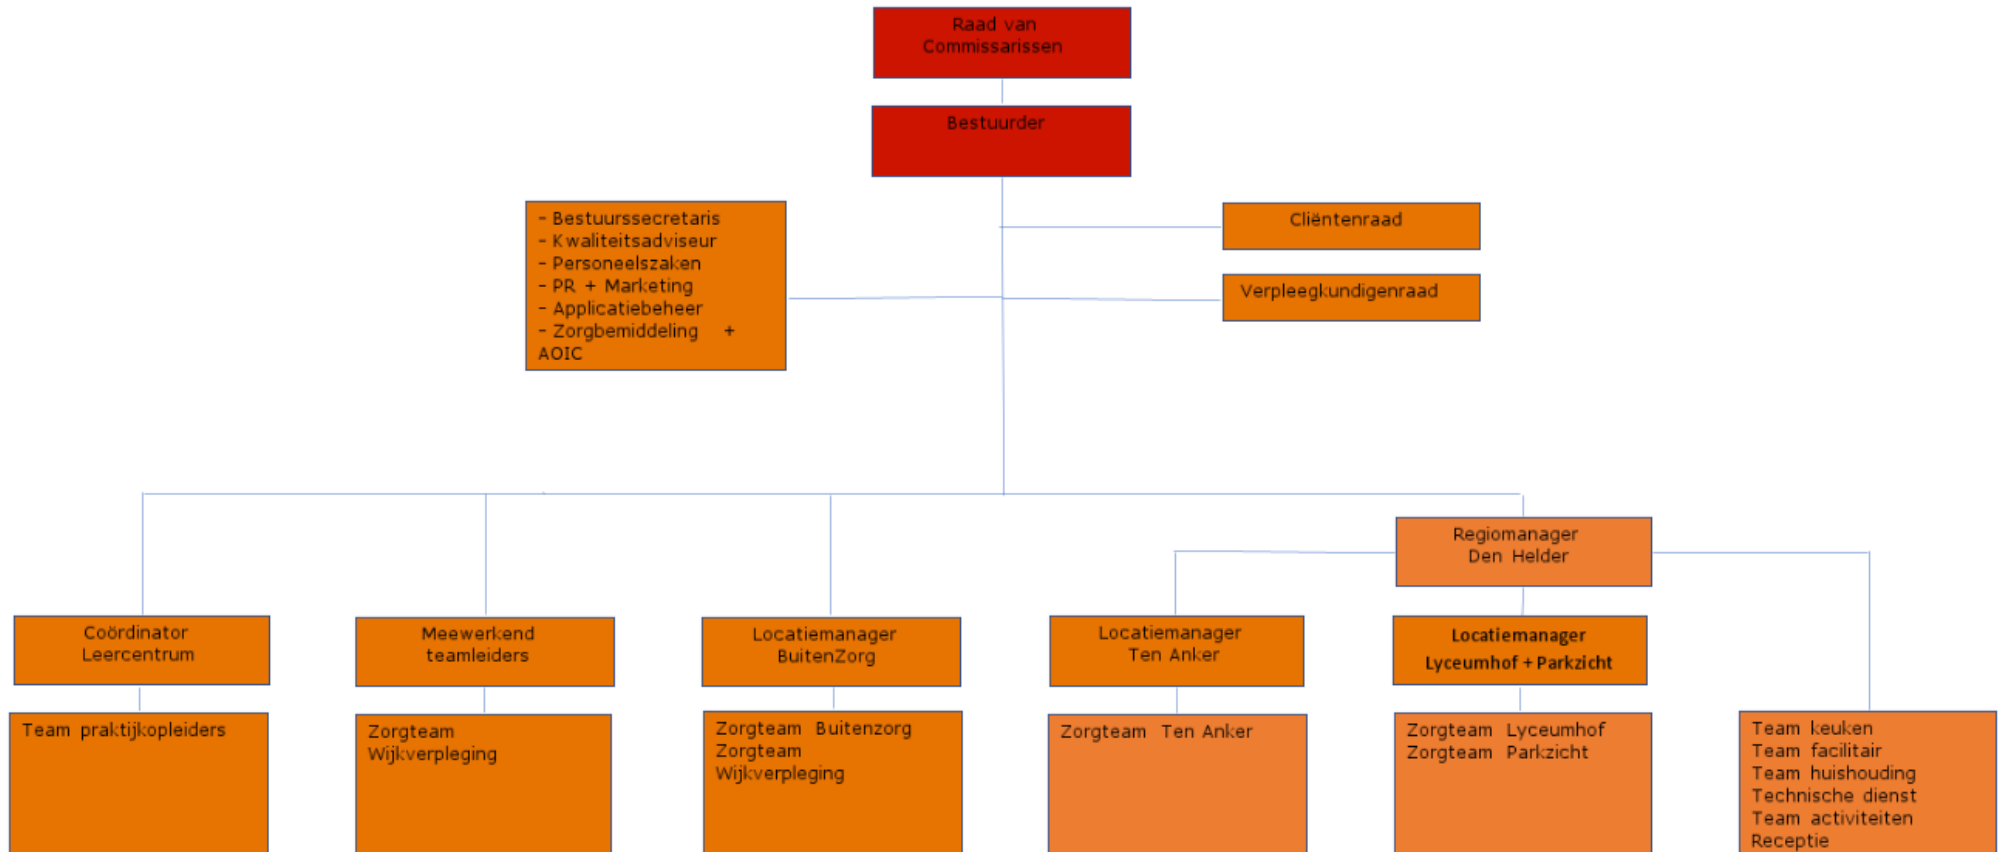 Raad van
Commissarissen
Bestuurder
- Bestuurssecretaris
- Kwaliteitsadviseur
- Personeelszaken
- PR + Marketing
- Applicatiebeheer
- Zorgbemiddeling +
AOIC
Cliëntenraad
Verpleegkundigenraad
Regiomanager
Den Helder
Coördinator
Leercentrum
Meewerkend
teamleiders
Locatiemanager
BuitenZorg
Locatiemanager
Ten Anker
Locatiemanager
Lyceumhof + Parkzicht
Team praktijkopleiders
Zorgteam
Wijkverpleging
Zorgteam Buitenzorg
Zorgteam
Wijkverpleging
Zorgteam Ten Anker
Zorgteam Lyceumhof
Zorgteam Parkzicht
Team keuken
Team facilitair
Team huishouding
Technische dienst
Team activiteiten
Receptie